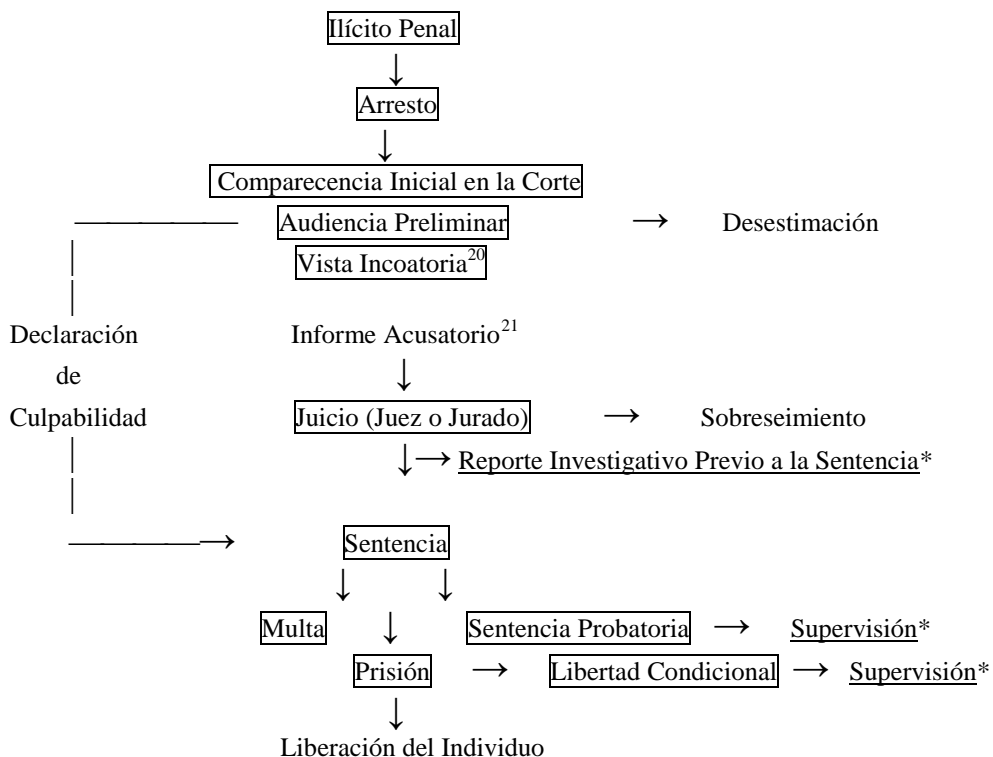 Ilícito Penal
↓
Arresto
↓
Comparecencia Inicial en la Corte
Audiencia Preliminar → Desestimación
Vista Incoatoria20
Declaración Informe Acusatorio21
de ↓
Culpabilidad Juicio (Juez o Jurado) → Sobreseimiento
↓→ Reporte Investigativo Previo a la Sentencia*
→ Sentencia
↓ ↓
Multa ↓ Sentencia Probatoria → Supervisión*
Prisión → Libertad Condicional → Supervisión*
↓
Liberación del Individuo